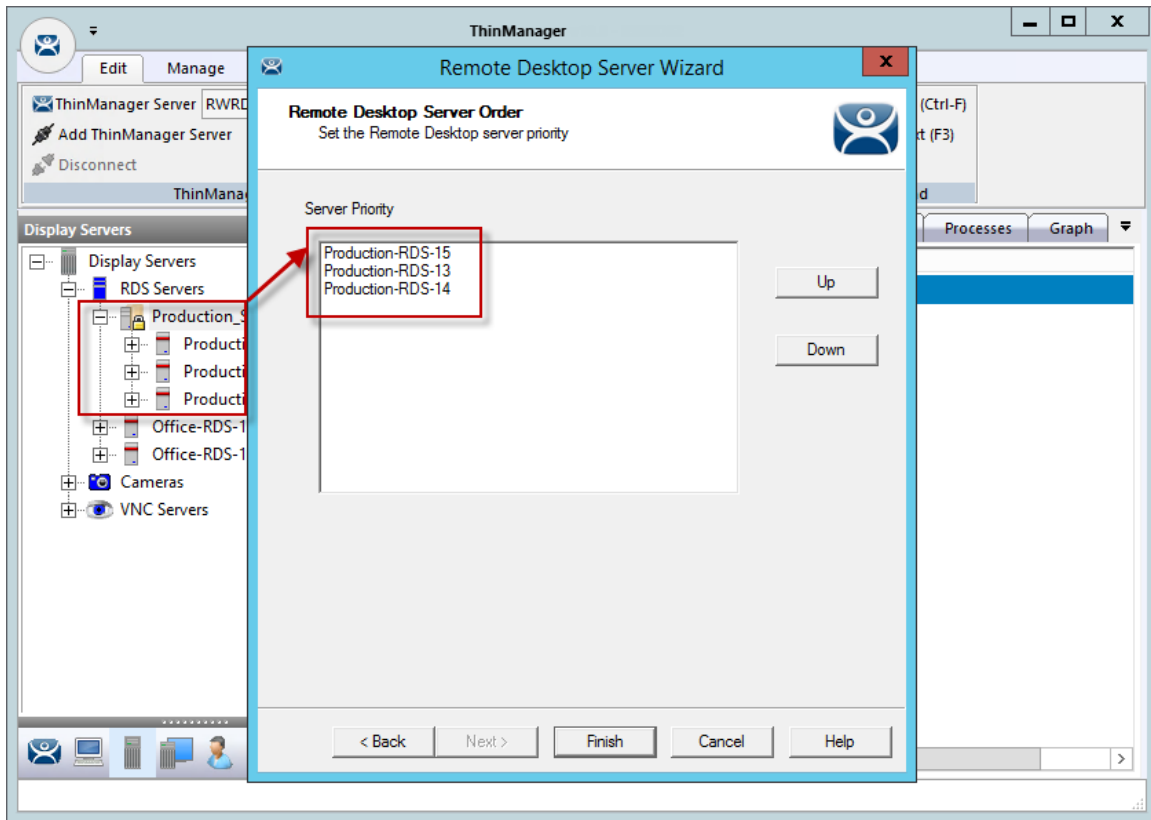 ThinManager
Edit Manage
ThinManager Server RWRD
Add ThinManager Server
Disconnect
ThinMana
(Ctrl-F)
(F3)
Display Servers
Display Servers
RDS Servers
Production_S
Producti
Producti
Producti
Office-RDS-1
Office-RDS-1
Cameras
VNC Servers
Processes Graph
Remote Desktop Server Wizard
x
Remote Desktop Server Order
Set the Remote Desktop server priority
Server Priority
Production-RDS-15
Production-RDS-13
Production-RDS-14
Up
Down
< Back Next > Finish Cancel Help